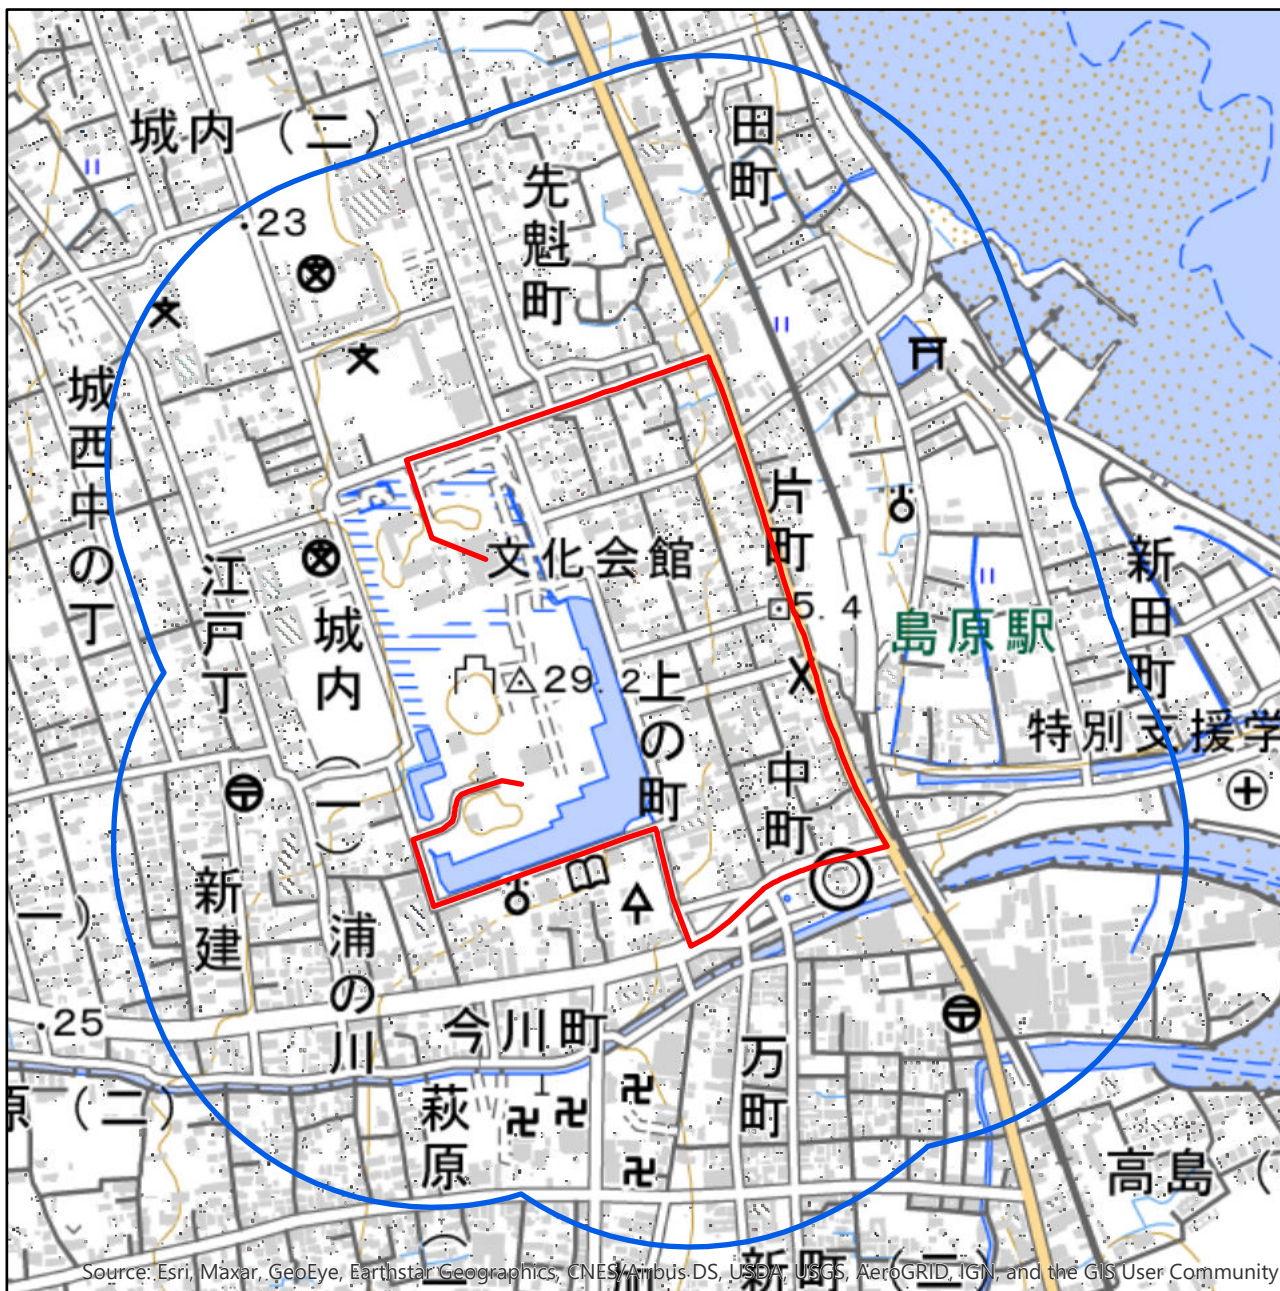 城内（二）
田町
先魁町
・23
城西中の丁
片町
文化会館
新田町
江戸丁
城内（一）
5.4
島原駅
29.2
上の町
特別支援学
中町
新建
一）
浦の川
・25
今川町
万町
原（二）
萩原（
高島（
新町（二）
Source: Esri, Maxar, GeoEye, Earthstar Geographics, CNES/Airbus DS, USDA, USGS, AeroGRID, IGN, and the GIS User Community